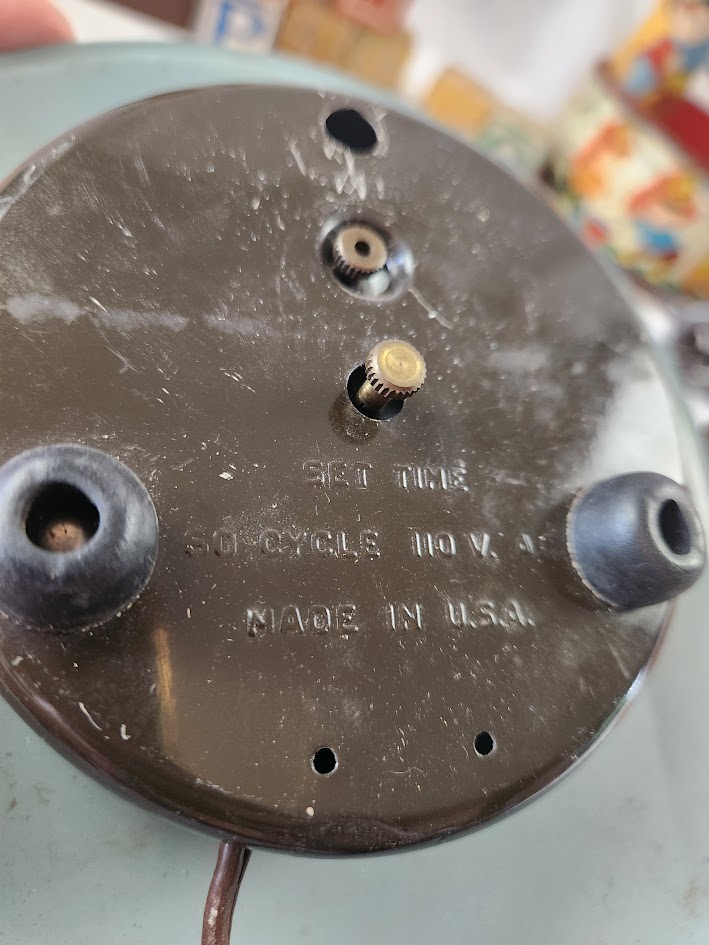 P
SET TIME
CYCLE 110 V.
MADE IN U.S.A.